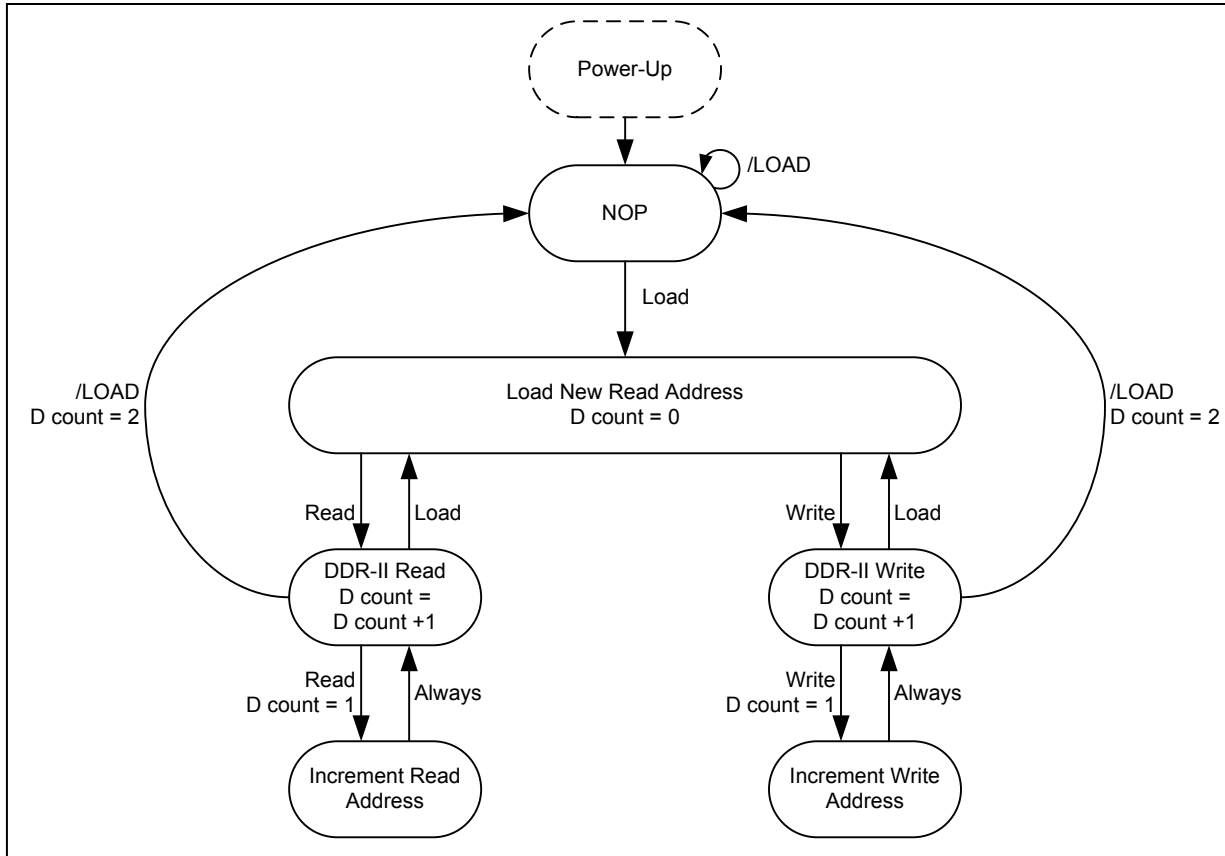 Power-Up
/LOAD
NOP
Load
/LOAD
D count = 2
Load New Read Address
D count = 0
/LOAD
D count = 2
Read
Load
Write
Load
DDR-II Read
D count =
D count +1
DDR-II Write
D count =
D count +1
Read
D count = 1
Always
Write
D count = 1
Always
Increment Read
Address
Increment Write
Address